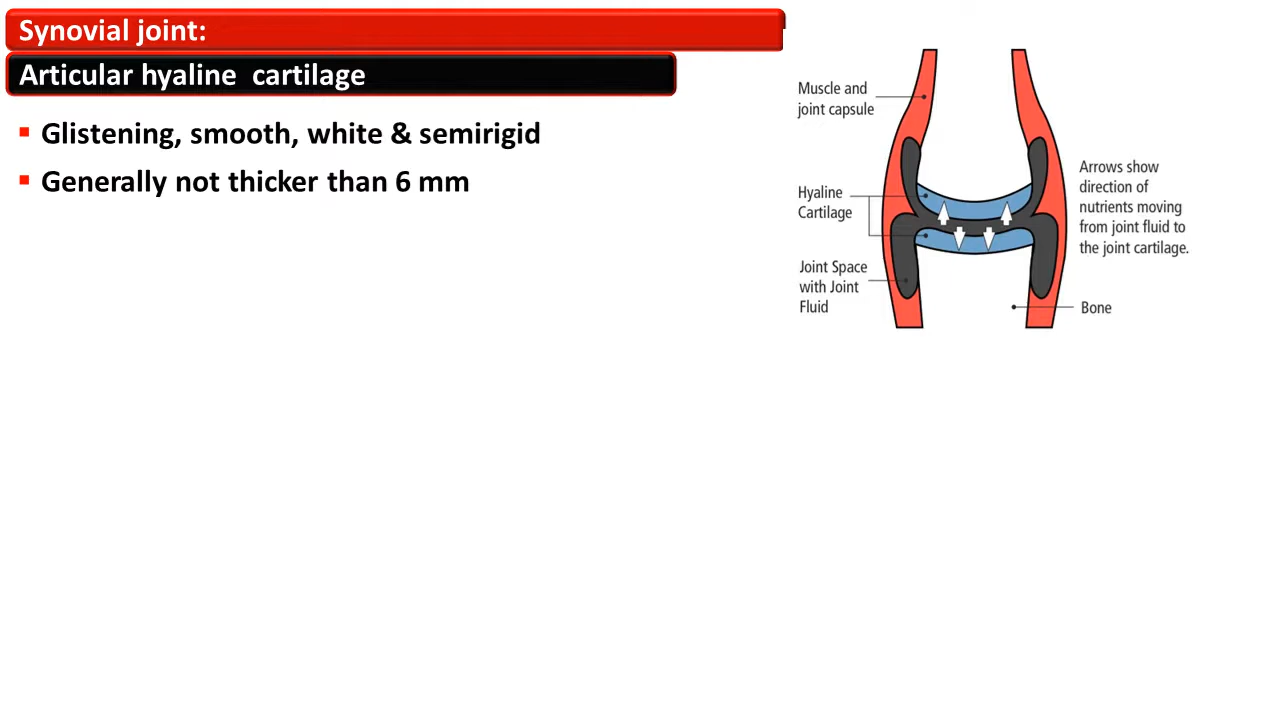 Synovial joint:
Articular hyaline cartilage
▪ Glistening, smooth, white & semirigid
▪ Generally not thicker than 6 mm
Muscle and
joint capsule
Hyaline
Cartilage
Joint Space
with Joint
Fluid
Arrows show
direction of
nutrients moving
from joint fluid to
the joint cartilage.
Bone